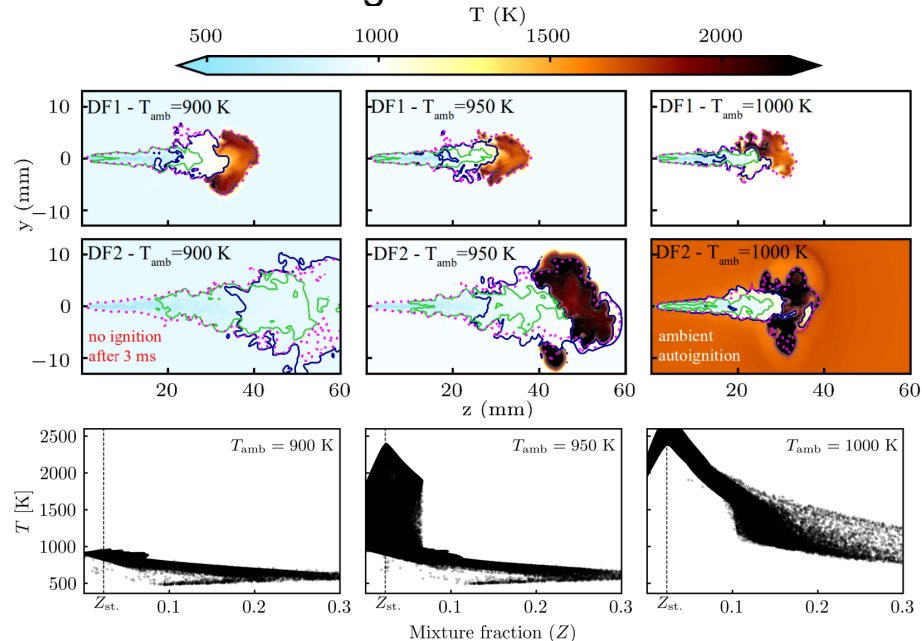 T (K)
500 1000 1500 2000
DF1 - T_amb=900 K
DF1 - T_amb=950 K
DF1 - T_amb=1000 K
10
0
−10
y (mm)
DF2 - T_amb=900 K
DF2 - T_amb=950 K
DF2 - T_amb=1000 K
10
0
−10
no ignition
after 3 ms
ambient
autoignition
20 40 60
20 40 60
20 40 60
z (mm)
2500
2000
1500
1000
500
T [K]
T_amb = 900 K
T_amb = 950 K
T_amb = 1000 K
Z_st. 0.1 0.2 0.3
Z_st. 0.1 0.2 0.3
Z_st. 0.1 0.2 0.3
Mixture fraction (Z)